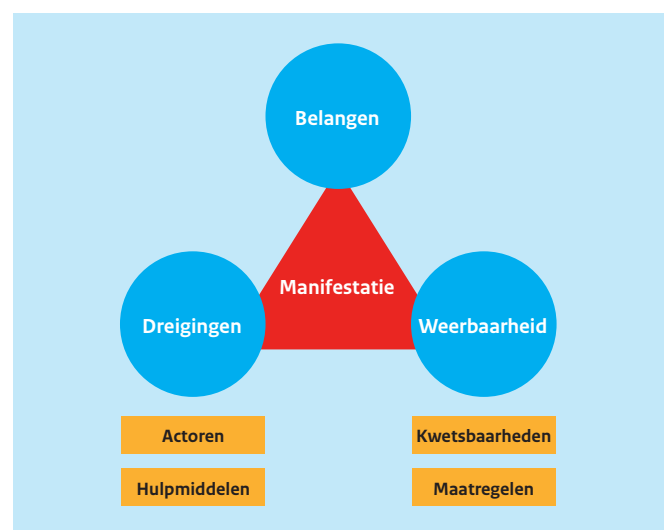 Belangen
Manifestatie
Dreigingen
Weerbaarheid
Actoren
Kwetsbaarheden
Hulpmiddelen
Maatregelen